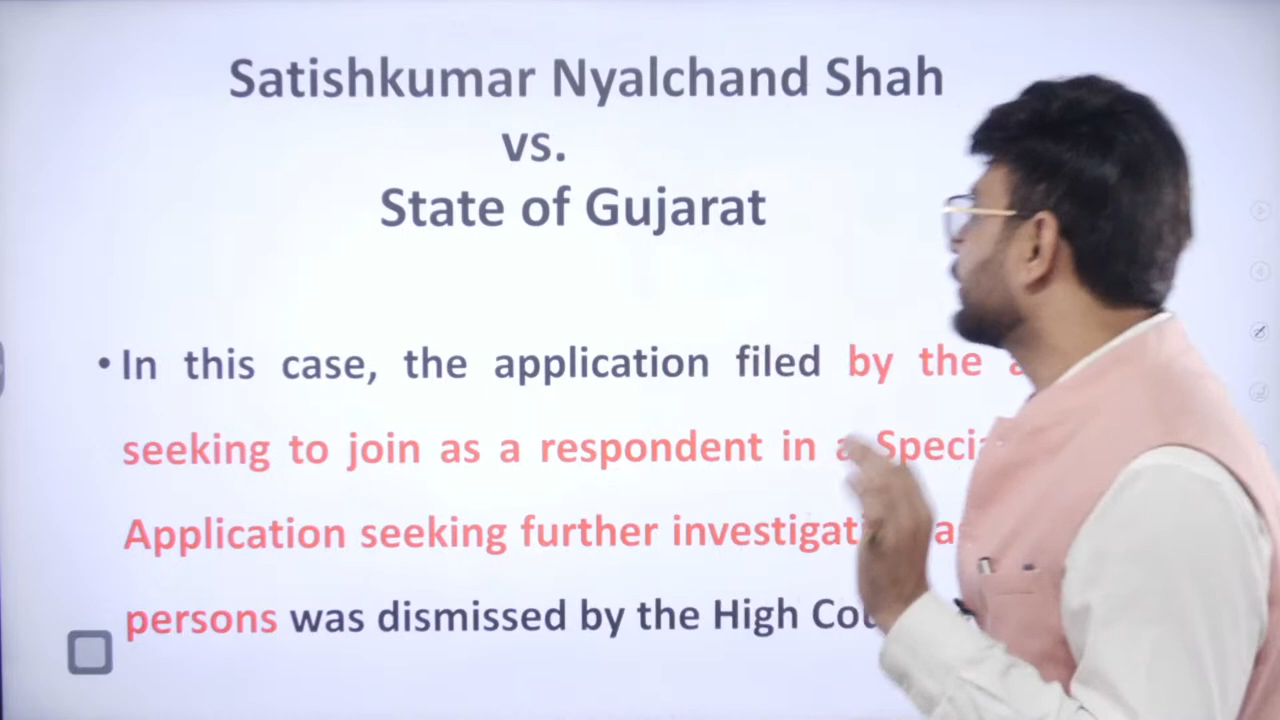 Satishkumar Nyalchand Shah
vs.
State of Gujarat
• In this case, the application filed by the
seeking to join as a respondent in a
Application seeking further
persons was dismissed by the High